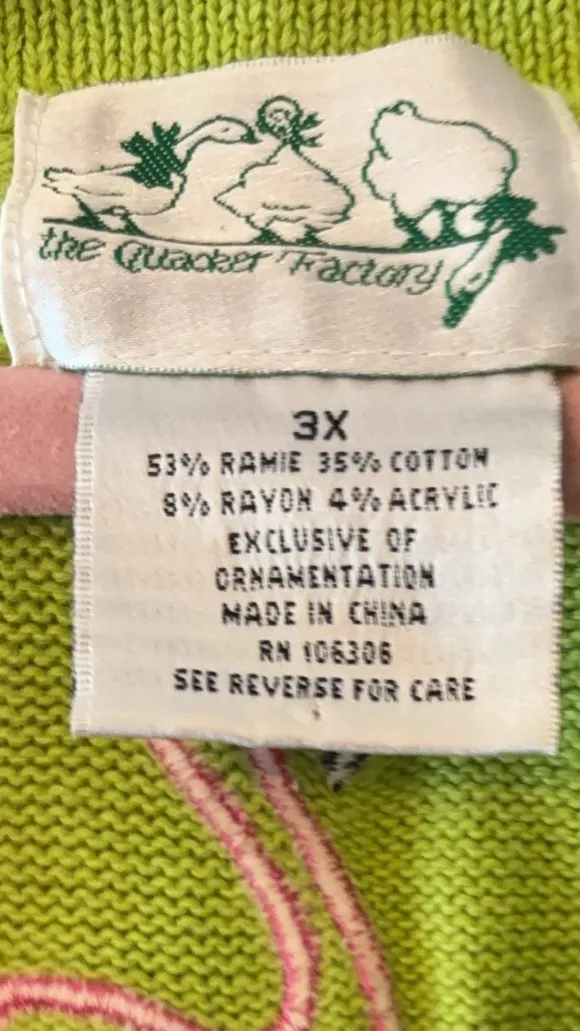 the Quacker Factory
3X
53% RAMIE 35% COTTON
8% RAYON 4% ACRYLIC
EXCLUSIVE OF
ORNAMENTATION
MADE IN CHINA
RN 106306
SEE REVERSE FOR CARE